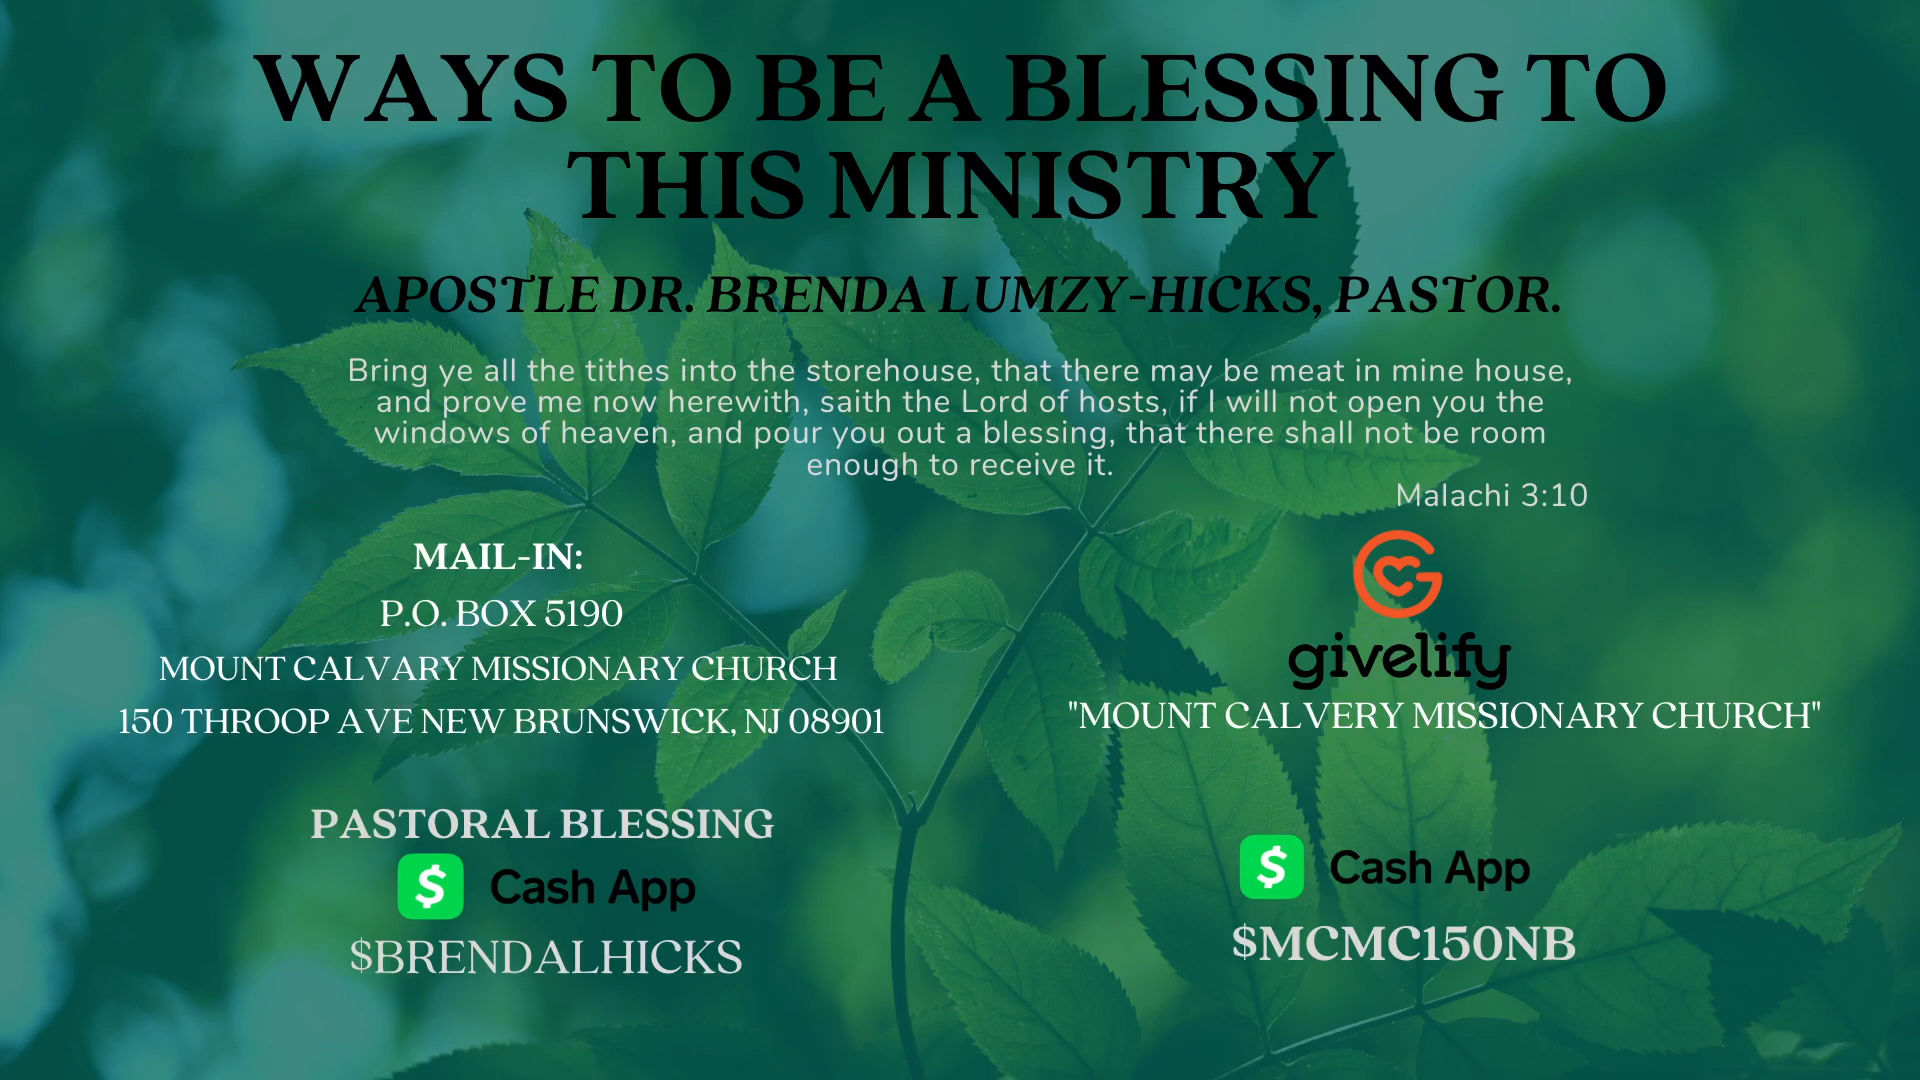 WAYS TO BE A BLESSING TO
THIS MINISTRY
APOSTLE DR. BRENDA LUMZY-HICKS, PASTOR.
Bring ye all the tithes into the storehouse, that there may be meat in mine house,
and prove me now herewith, saith the Lord of hosts, if I will not open you the
windows of heaven, and pour you out a blessing, that there shall not be room
enough to receive it.
Malachi 3:10
MAIL-IN:
P.O. BOX 5190
MOUNT CALVARY MISSIONARY CHURCH
150 THROOP AVE NEW BRUNSWICK, NJ 08901
givelify
"MOUNT CALVERY MISSIONARY CHURCH"
PASTORAL BLESSING
$ Cash App
$BRENDALHICKS
$ Cash App
$MCMC150NB